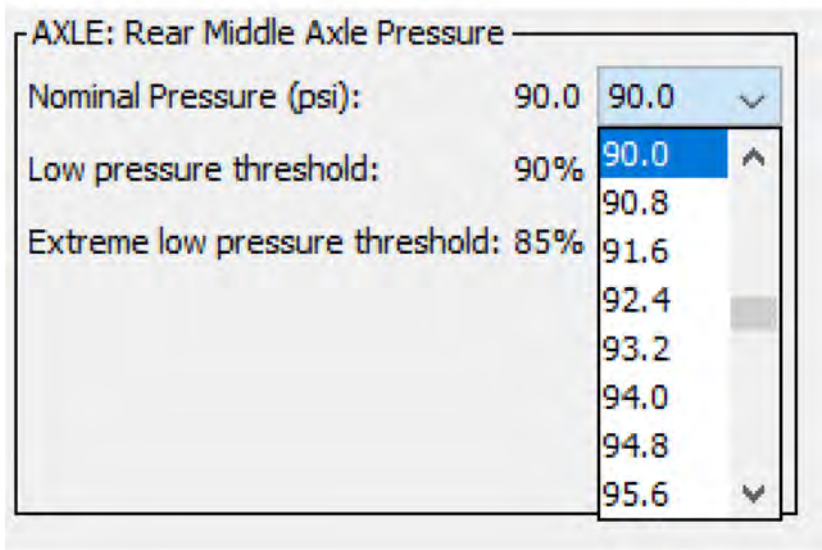 AXLE: Rear Middle Axle Pressure
Nominal Pressure (psi): 90.0 90.0
Low pressure threshold: 90% 90.0
90.8
Extreme low pressure threshold: 85% 91.6
92.4
93.2
94.0
94.8
95.6